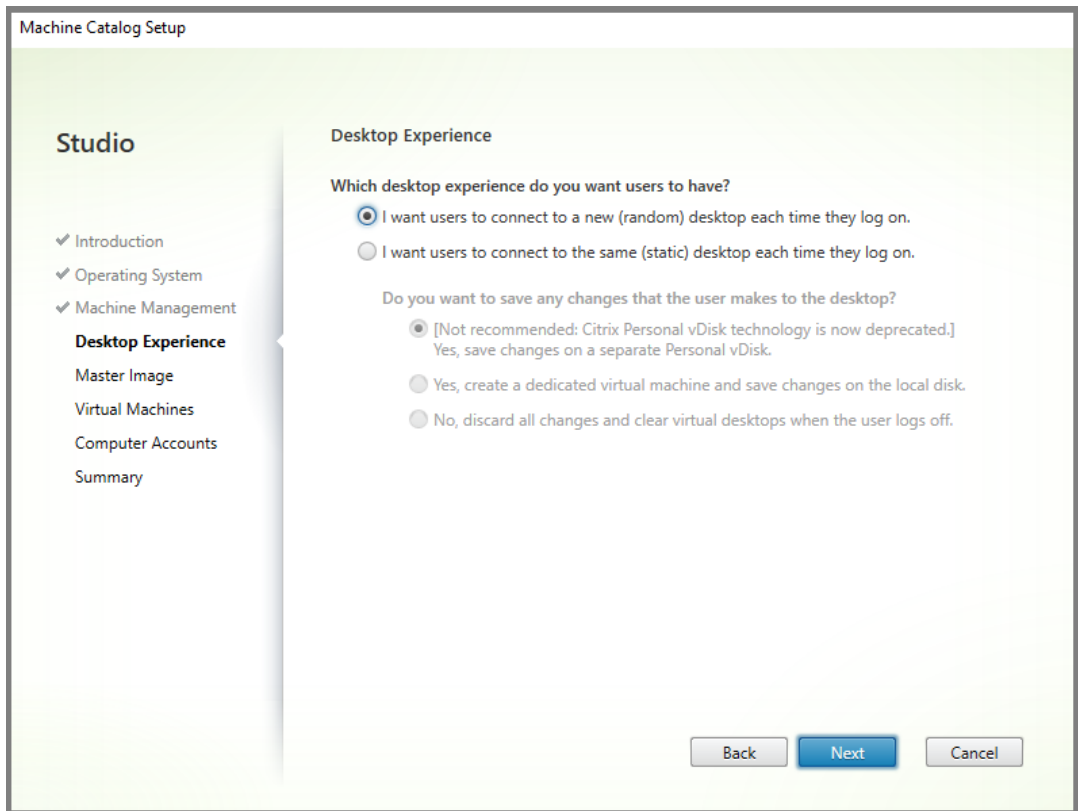 Machine Catalog Setup
Studio
Introduction
Operating System
Machine Management
Desktop Experience
Master Image
Virtual Machines
Computer Accounts
Summary
Desktop Experience
Which desktop experience do you want users to have?
I want users to connect to a new (random) desktop each time they log on.
I want users to connect to the same (static) desktop each time they log on.
Do you want to save any changes that the user makes to the desktop?
[Not recommended: Citrix Personal vDisk technology is now deprecated.]
Yes, save changes on a separate Personal vDisk.
Yes, create a dedicated virtual machine and save changes on the local disk.
No, discard all changes and clear virtual desktops when the user logs off.
Back
Next
Cancel